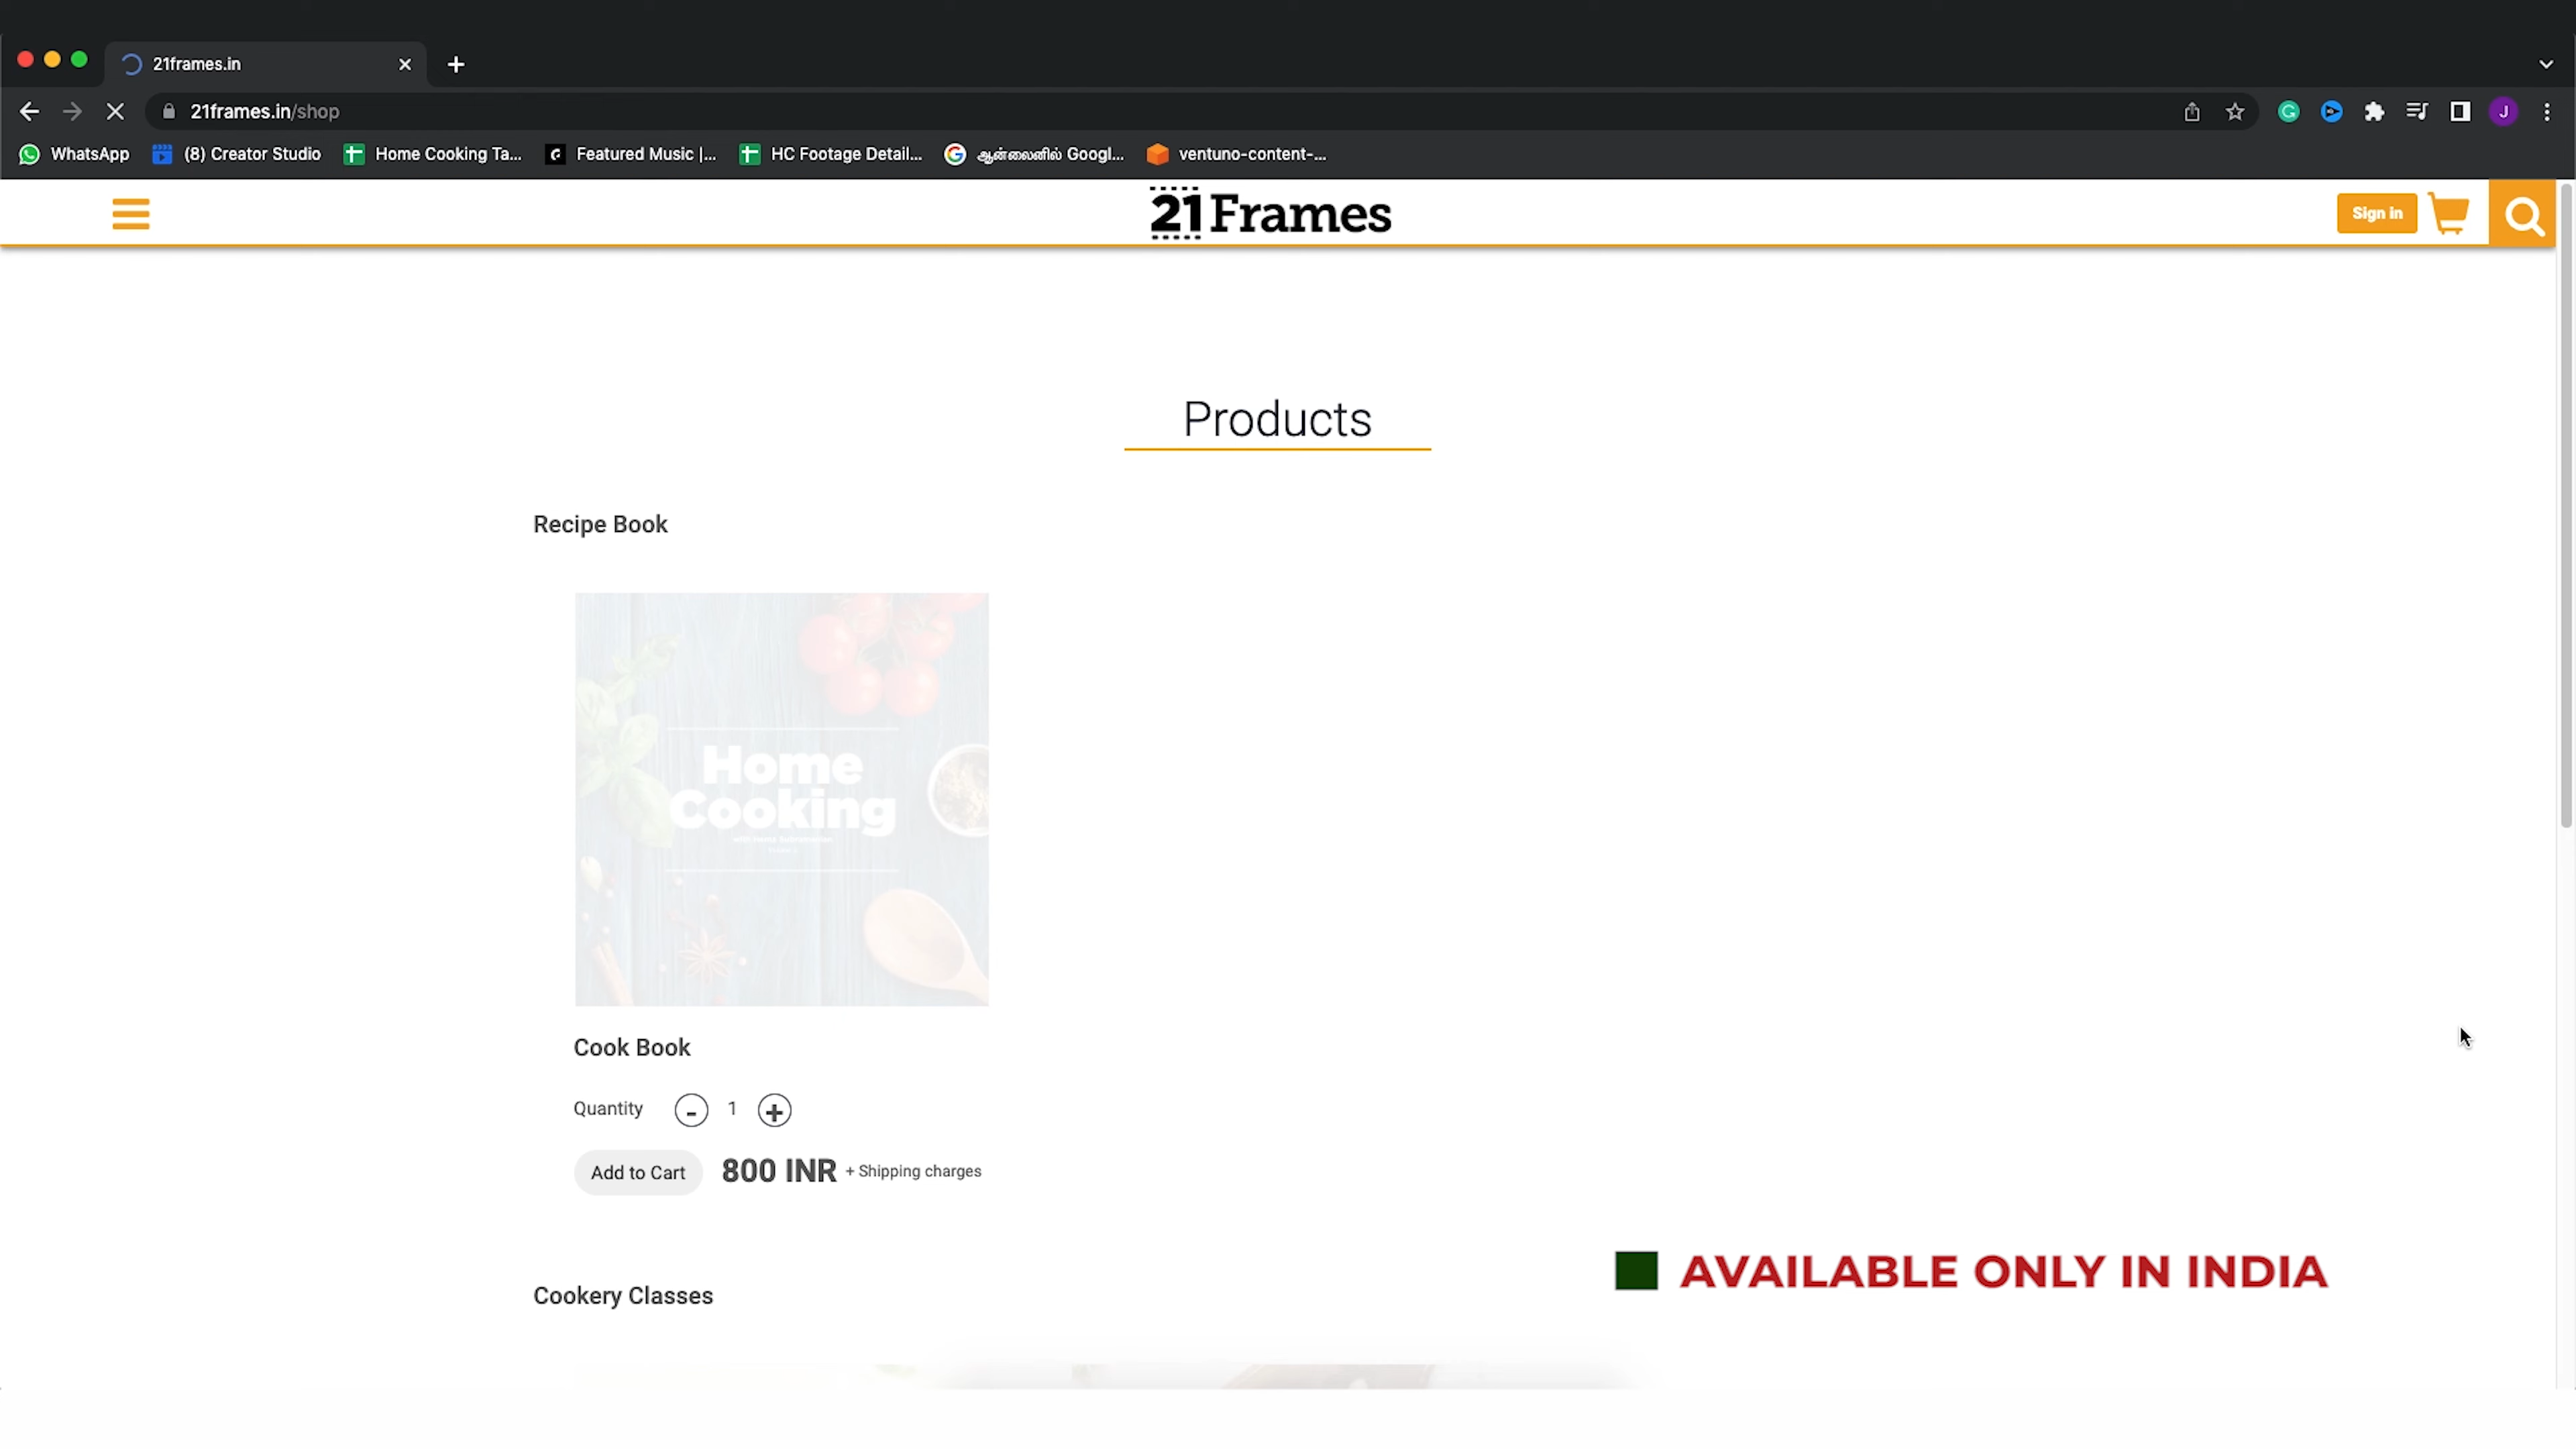 21frames.in
21frames.in/shop
J
WhatsApp
(8) Creator Studio
Home Cooking Ta...
Featured Music |...
HC Footage Detail...
ஆன்லைனில் Googl...
ventuno-content-...
21 Frames
Sign in
Products
Recipe Book
Home
Cooking
Cook Book
Quantity - 1 +
Add to Cart 800 INR + Shipping charges
AVAILABLE ONLY IN INDIA
Cookery Classes